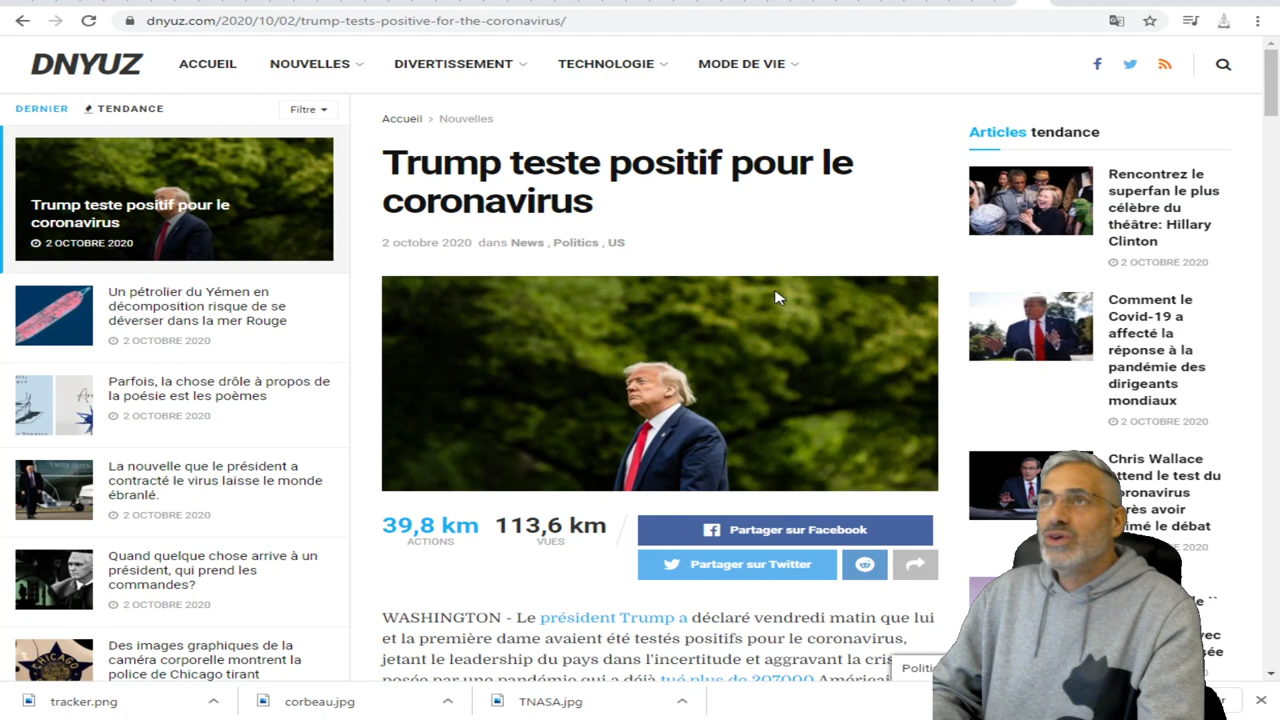 dnyuz.com/2020/10/02/trump-tests-positive-for-the-coronavirus/
DNYUZ
ACCUEIL
NOUVELLES
DIVERTISSEMENT
TECHNOLOGIE
MODE DE VIE
DERNIER
TENDANCE
Filtre
Trump teste positif pour le
coronavirus
2 OCTOBRE 2020
Un pétrolier du Yémen en
décomposition risque de se
déverser dans la mer Rouge
2 OCTOBRE 2020
Parfois, la chose drôle à propos de
la poésie est les poèmes
2 OCTOBRE 2020
La nouvelle que le président a
contracté le virus laisse le monde
ébranlé.
2 OCTOBRE 2020
Quand quelque chose arrive à un
président, qui prend les
commandes?
2 OCTOBRE 2020
Des images graphiques de la
caméra corporelle montrent la
police de Chicago tirant
Accueil > Nouvelles
Trump teste positif pour le
coronavirus
2 octobre 2020 dans News , Politics , US
39,8 km
ACTIONS
113,6 km
VUES
Partager sur Facebook
Partager sur Twitter
WASHINGTON - Le président Trump a déclaré vendredi matin que lui
et la première dame avaient été testés positifs pour le coronavirus,
jetant le leadership du pays dans l'incertitude et aggravant la
posée par une pandémie qui a déjà tué plus de 207000
Articles tendance
Rencontrez le
superfan le plus
célèbre du
théâtre: Hillary
Clinton
2 OCTOBRE 2020
Comment le
Covid-19 a
affecté la
réponse à la
pandémie des
dirigeants
mondiaux
2 OCTOBRE 2020
Chris Wallace
le test du
avoir
le débat
2020
tracker.png
corbeau.jpg
TNASA.jpg